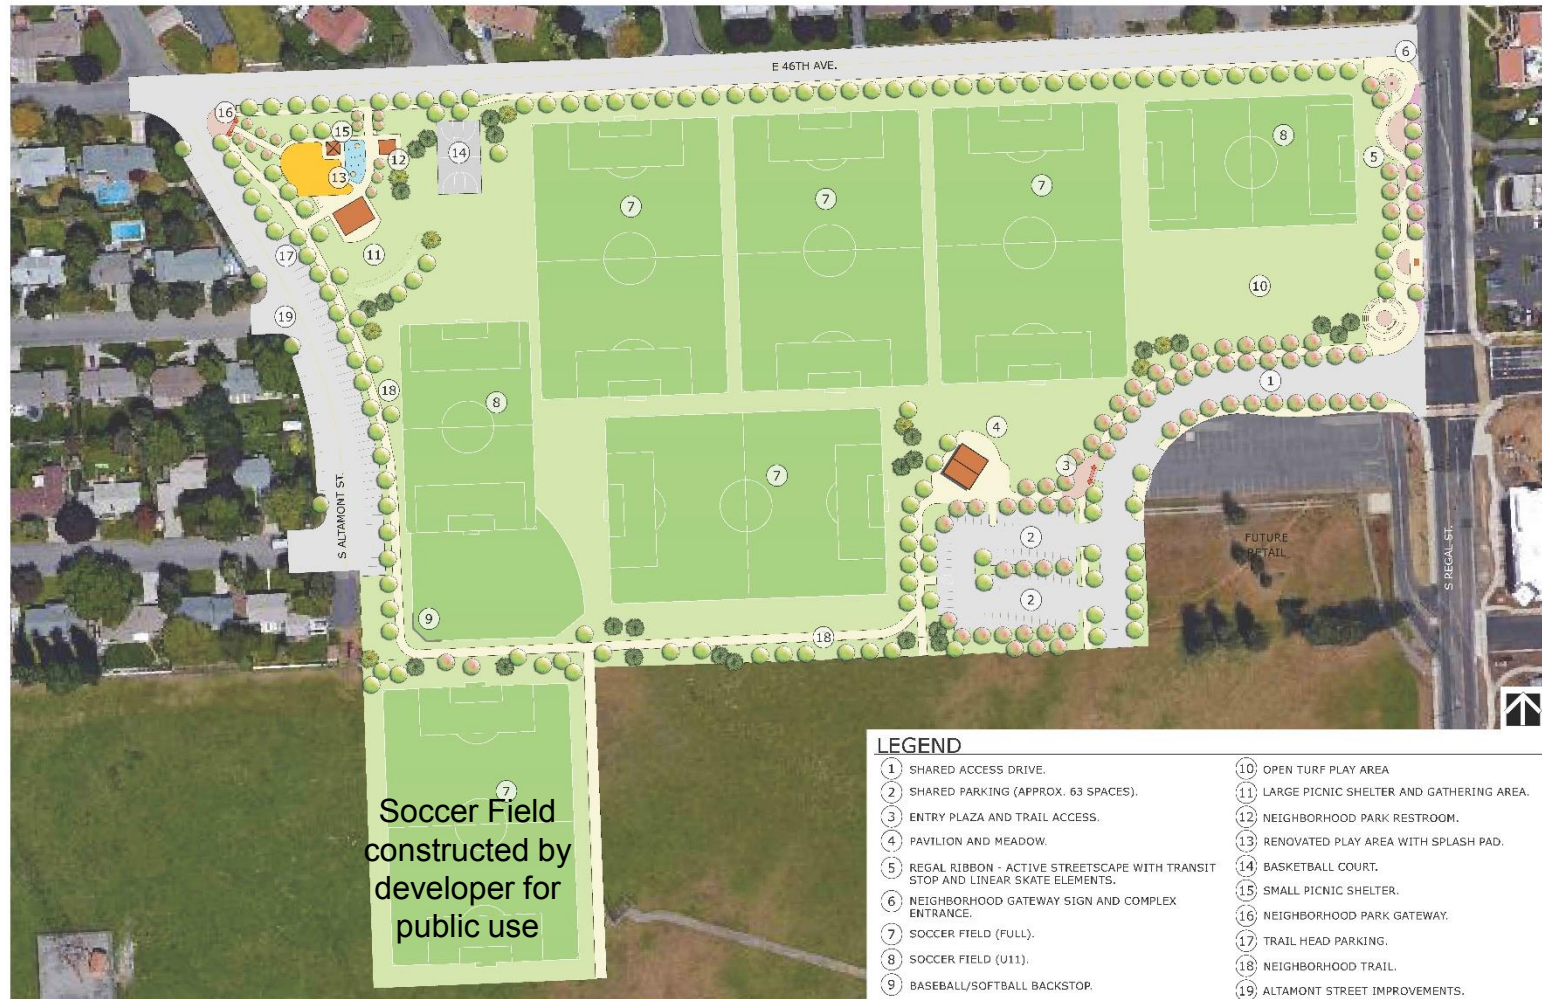 E 46TH AVE.
6
16
15
12
14
8
13
5
7
7
7
17
11
10
19
1
18
8
4
7
3
S ALTAMONT ST.
2
FUTURE
RETAIL
S REGAL ST.
2
9
18
7
Soccer Field
constructed by
developer for
public use
LEGEND
1 SHARED ACCESS DRIVE.
2 SHARED PARKING (APPROX. 63 SPACES).
3 ENTRY PLAZA AND TRAIL ACCESS.
4 PAVILION AND MEADOW.
5 REGAL RIBBON - ACTIVE STREETSCAPE WITH TRANSIT
STOP AND LINEAR SKATE ELEMENTS.
6 NEIGHBORHOOD GATEWAY SIGN AND COMPLEX
ENTRANCE.
7 SOCCER FIELD (FULL).
8 SOCCER FIELD (U11).
9 BASEBALL/SOFTBALL BACKSTOP.
10 OPEN TURF PLAY AREA
11 LARGE PICNIC SHELTER AND GATHERING AREA.
12 NEIGHBORHOOD PARK RESTROOM.
13 RENOVATED PLAY AREA WITH SPLASH PAD.
14 BASKETBALL COURT.
15 SMALL PICNIC SHELTER.
16 NEIGHBORHOOD PARK GATEWAY.
17 TRAIL HEAD PARKING.
18 NEIGHBORHOOD TRAIL.
19 ALTAMONT STREET IMPROVEMENTS.